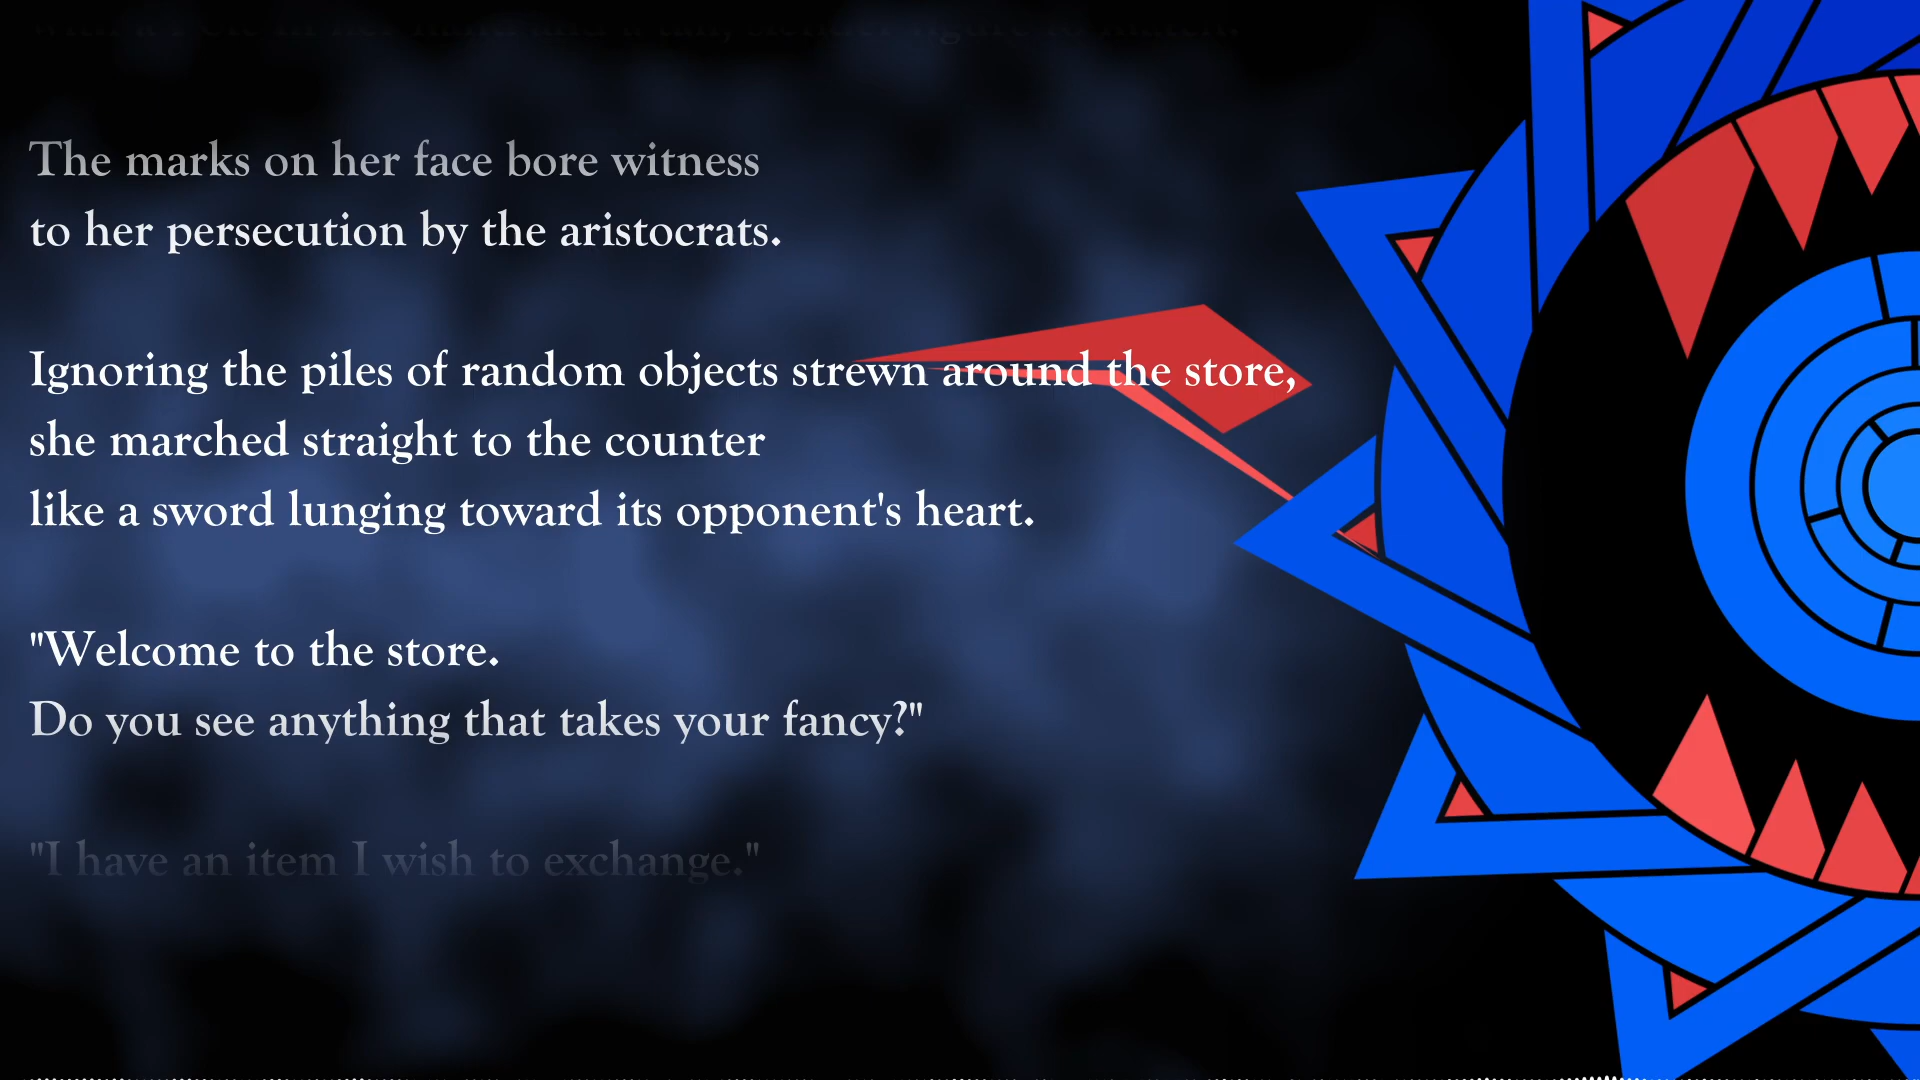 The marks on her face bore witness
to her persecution by the aristocrats.
Ignoring the piles of random objects strewn around the store,
she marched straight to the counter
like a sword lunging toward its opponent's heart.
"Welcome to the store.
Do you see anything that takes your fancy?"
"I have an item I wish to exchange."